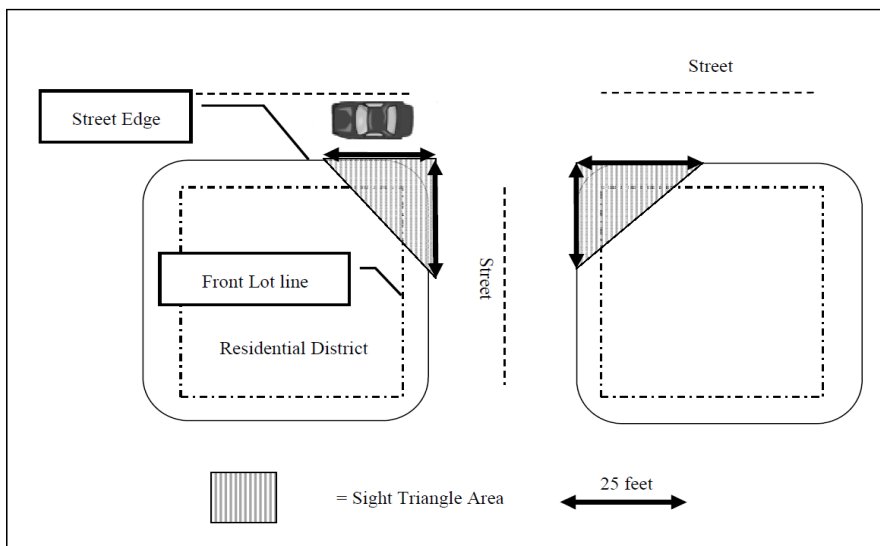 Street
Street Edge
Street
Front Lot line
Residential District
25 feet
= Sight Triangle Area